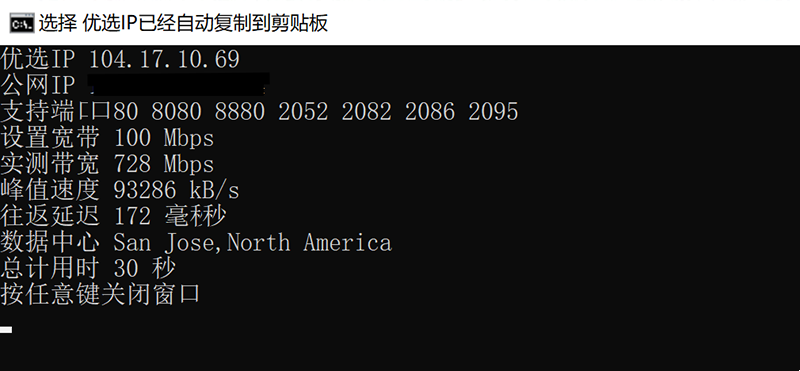 选择 优选IP已经自动复制到剪贴板
优选IP 104.17.10.69
公网IP
支持端口80 8080 8880 2052 2082 2086 2095
设置宽带 100 Mbps
实测带宽 728 Mbps
峰值速度 93286 kB/s
往返延迟 172 毫秒
数据中心 San Jose,North America
总计用时 30 秒
按任意键关闭窗口